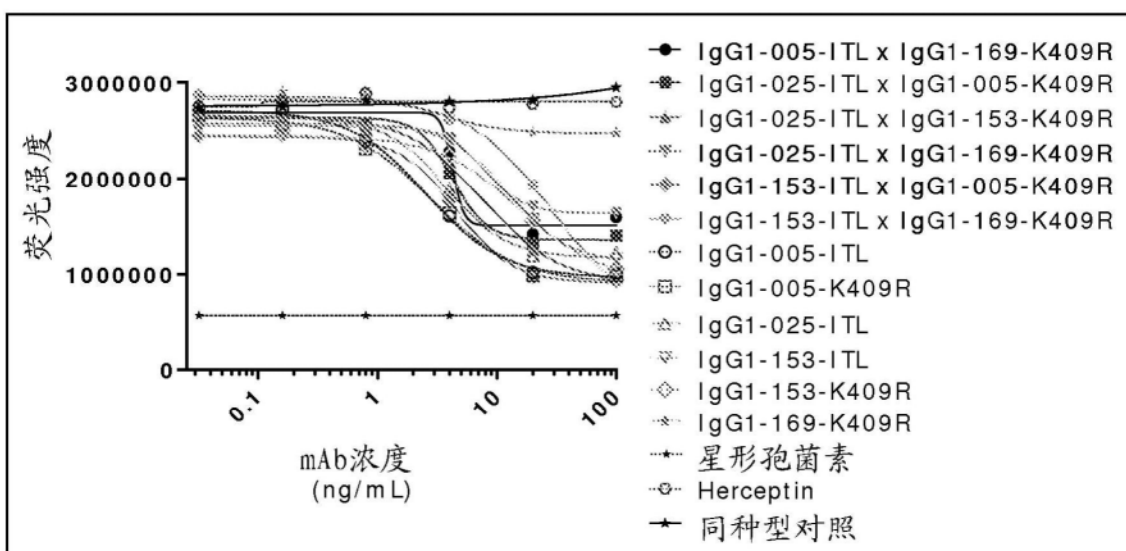 荧光强度
3000000
2000000
1000000
0
0.1
1
10
100
mAb浓度
(ng/mL)
IgG1-005-ITL x IgG1-169-K409R
IgG1-025-ITL x IgG1-005-K409R
IgG1-025-ITL x IgG1-153-K409R
IgG1-025-ITL x IgG1-169-K409R
IgG1-153-ITL x IgG1-005-K409R
IgG1-153-ITL x IgG1-169-K409R
IgG1-005-ITL
IgG1-005-K409R
IgG1-025-ITL
IgG1-153-ITL
IgG1-153-K409R
IgG1-169-K409R
星形孢菌素
Herceptin
同种型对照